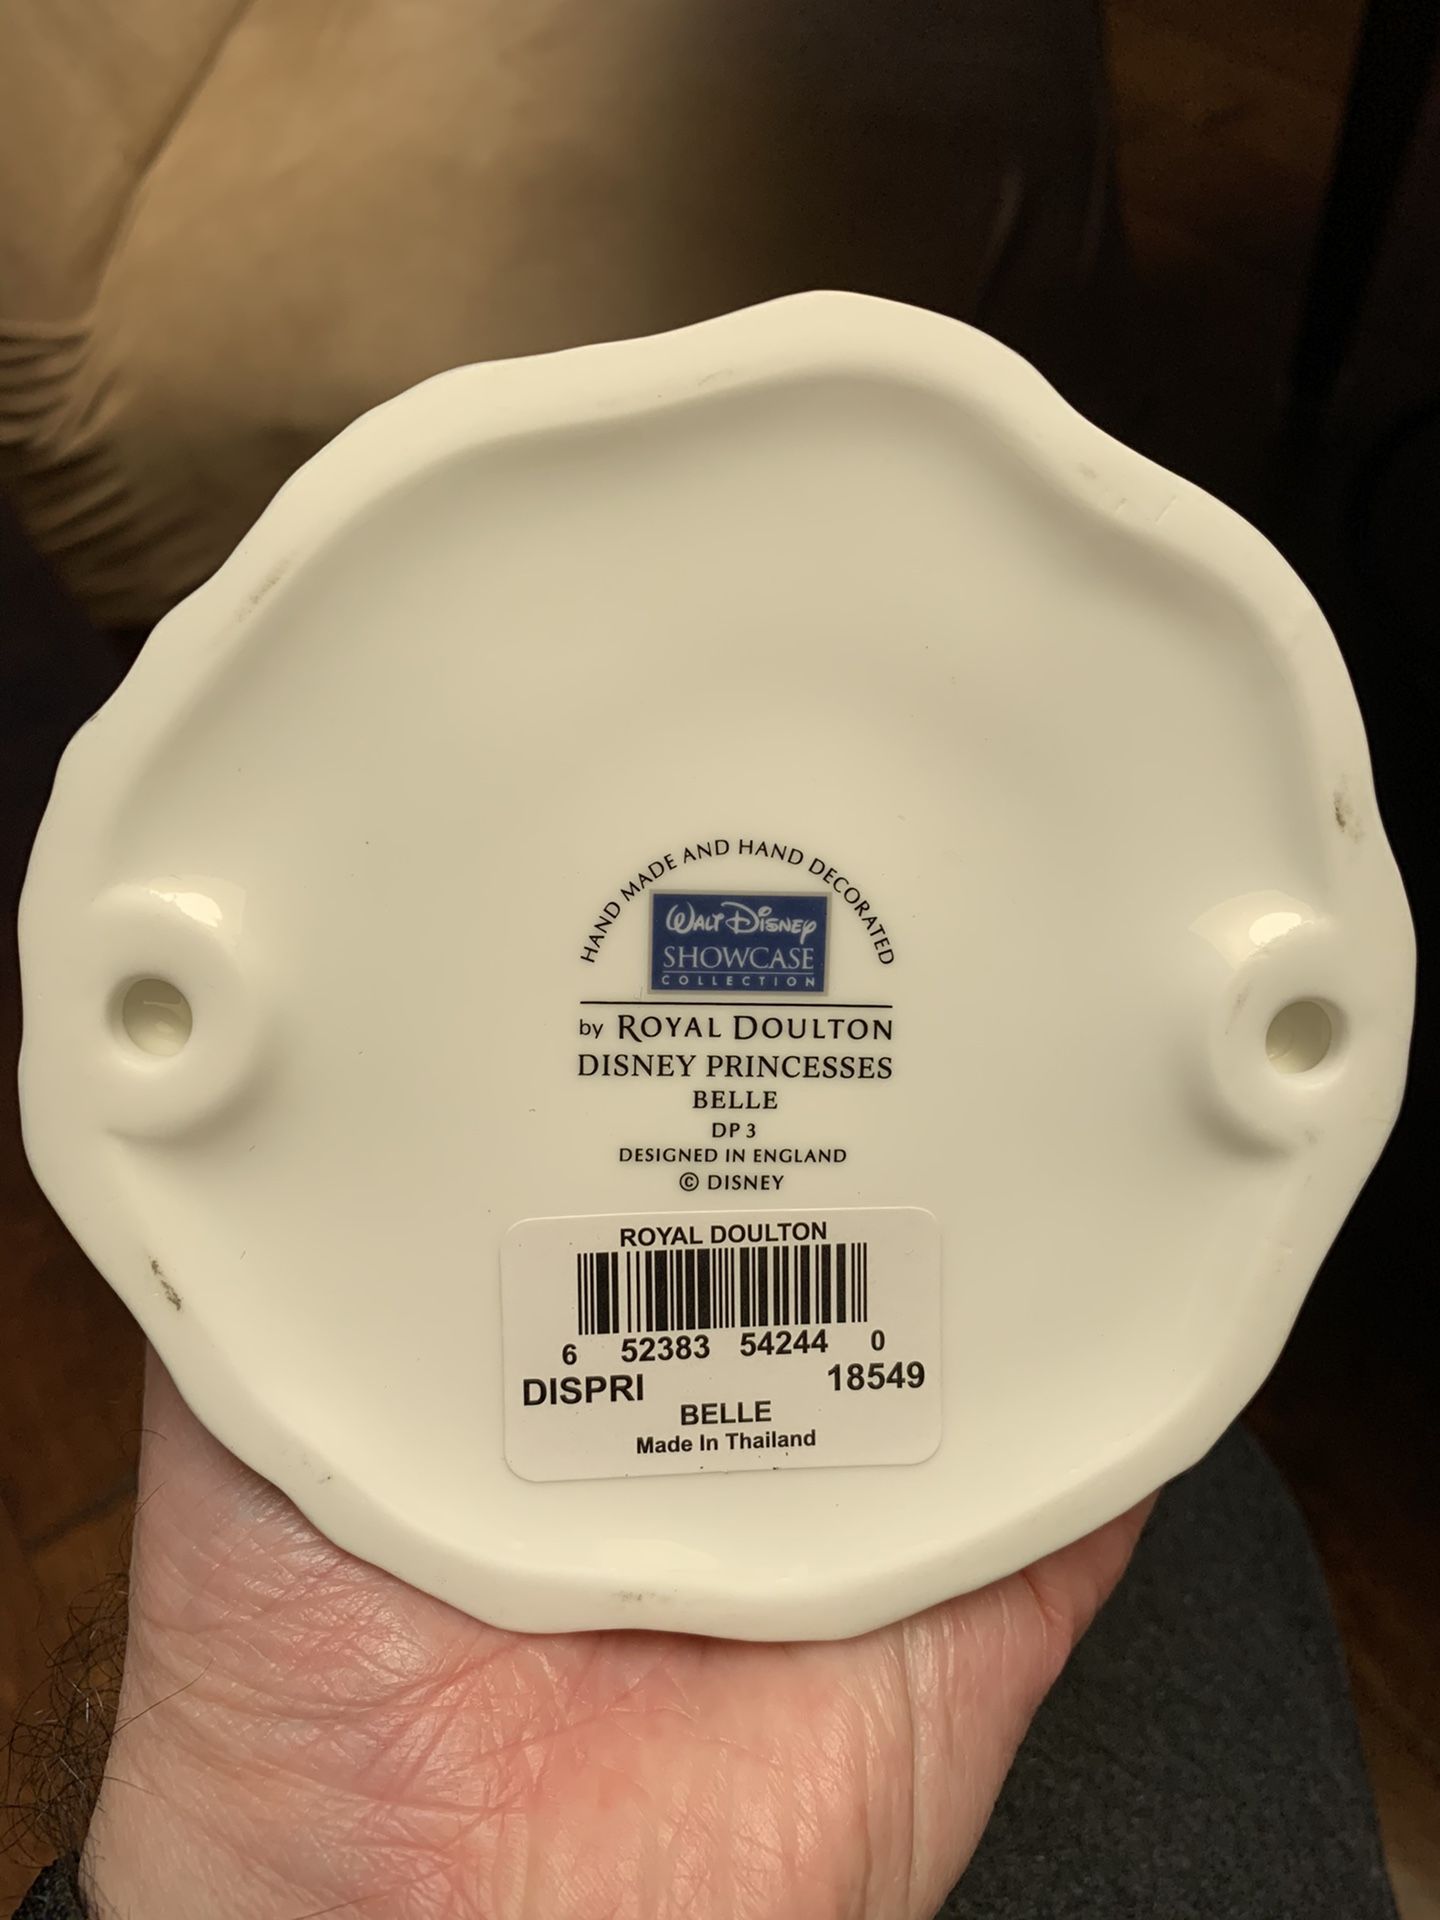 HAND MADE AND HAND DECORATED
WALT DISNEY
SHOWCASE
COLLECTION
by ROYAL DOULTON
DISNEY PRINCESSES
BELLE
DP 3
DESIGNED IN ENGLAND
© DISNEY
ROYAL DOULTON
6 52383 54244 0
DISPRI 18549
BELLE
Made In Thailand